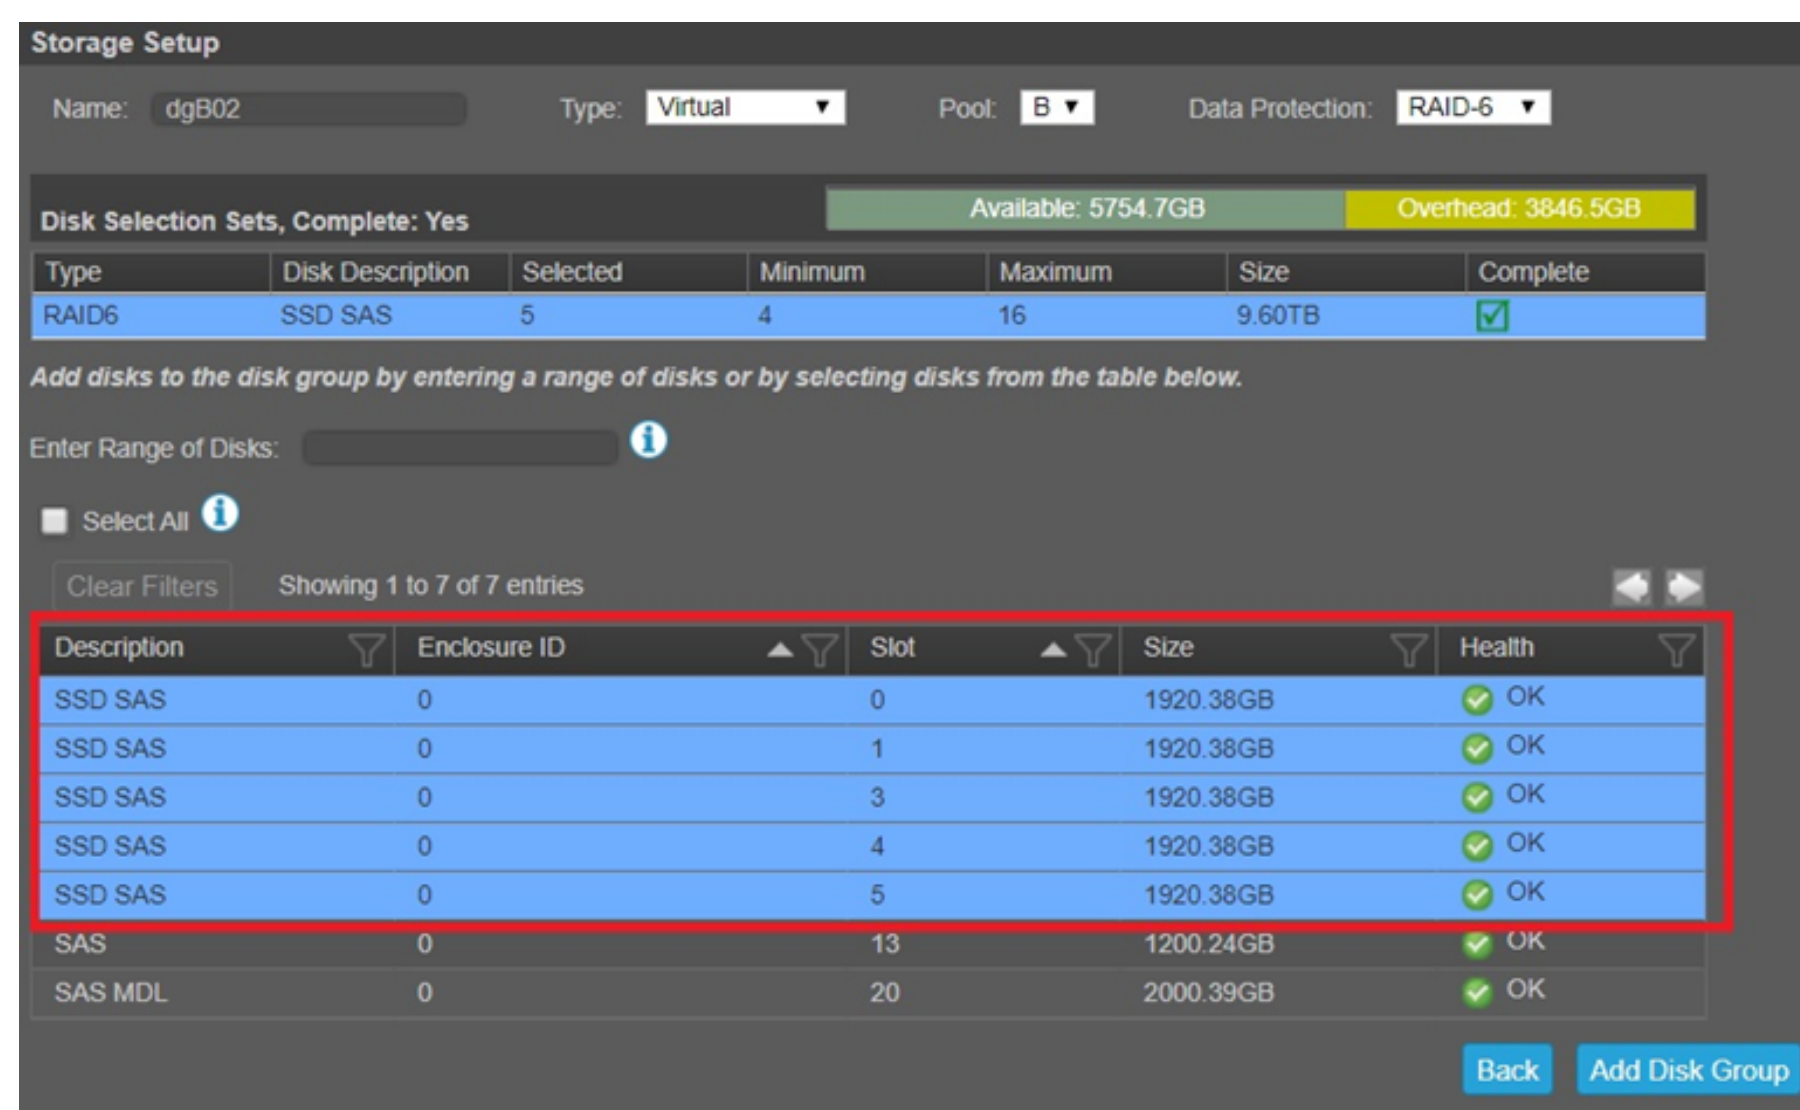 Storage Setup
Name: dgB02 Type: Virtual Pool: B Data Protection: RAID-6
Available: 5754.7GB Overhead: 3846.5GB
Disk Selection Sets, Complete: Yes
Type Disk Description Selected Minimum Maximum Size Complete
RAID6 SSD SAS 5 4 16 9.60TB
Add disks to the disk group by entering a range of disks or by selecting disks from the table below.
Enter Range of Disks:
Select All
Clear Filters Showing 1 to 7 of 7 entries
Description Enclosure ID Slot Size Health
SSD SAS 0 0 1920.38GB OK
SSD SAS 0 1 1920.38GB OK
SSD SAS 0 3 1920.38GB OK
SSD SAS 0 4 1920.38GB OK
SSD SAS 0 5 1920.38GB OK
SAS 0 13 1200.24GB OK
SAS MDL 0 20 2000.39GB OK
Back Add Disk Group